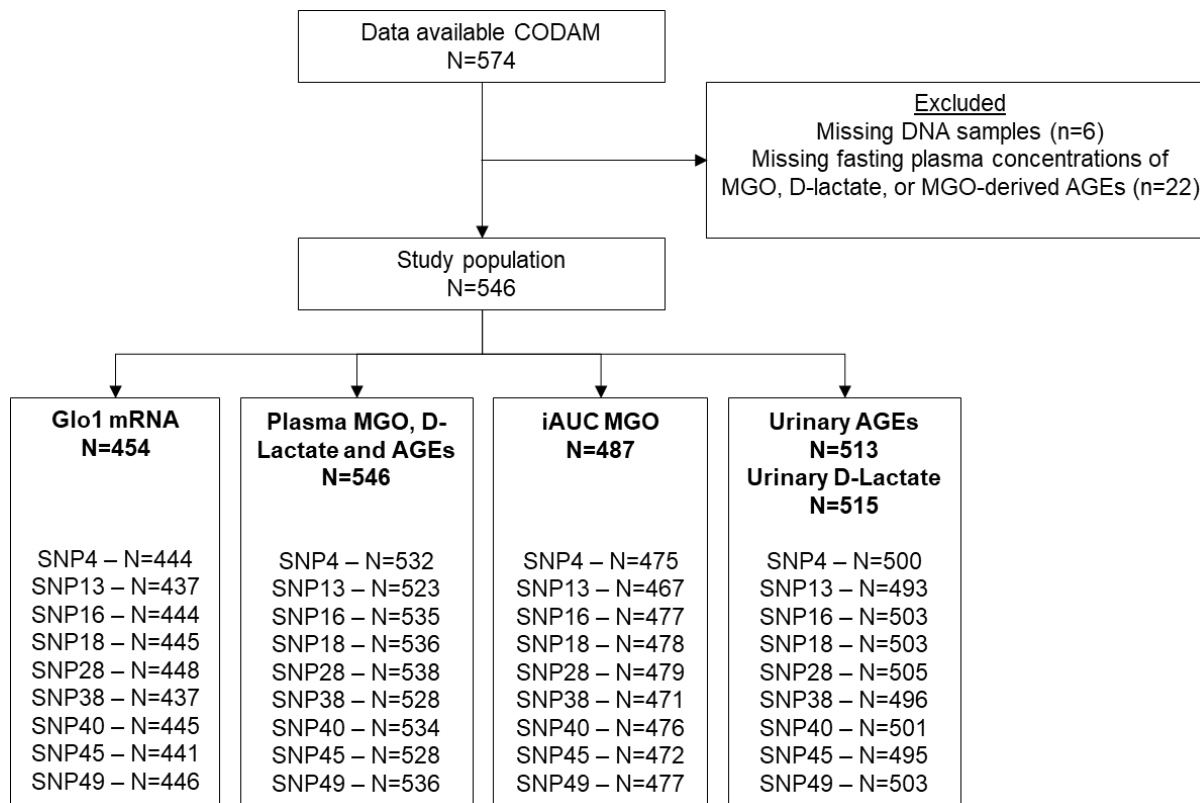 Data available CODAM
N=574
Excluded
Missing DNA samples (n=6)
Missing fasting plasma concentrations of
MGO, D-lactate, or MGO-derived AGEs (n=22)
Study population
N=546
Glo1 mRNA
N=454
SNP4 – N=444
SNP13 – N=437
SNP16 – N=444
SNP18 – N=445
SNP28 – N=448
SNP38 – N=437
SNP40 – N=445
SNP45 – N=441
SNP49 – N=446
Plasma MGO, D-
Lactate and AGEs
N=546
SNP4 – N=532
SNP13 – N=523
SNP16 – N=535
SNP18 – N=536
SNP28 – N=538
SNP38 – N=528
SNP40 – N=534
SNP45 – N=528
SNP49 – N=536
iAUC MGO
N=487
SNP4 – N=475
SNP13 – N=467
SNP16 – N=477
SNP18 – N=478
SNP28 – N=479
SNP38 – N=471
SNP40 – N=476
SNP45 – N=472
SNP49 – N=477
Urinary AGEs
N=513
Urinary D-Lactate
N=515
SNP4 – N=500
SNP13 – N=493
SNP16 – N=503
SNP18 – N=503
SNP28 – N=505
SNP38 – N=496
SNP40 – N=501
SNP45 – N=495
SNP49 – N=503